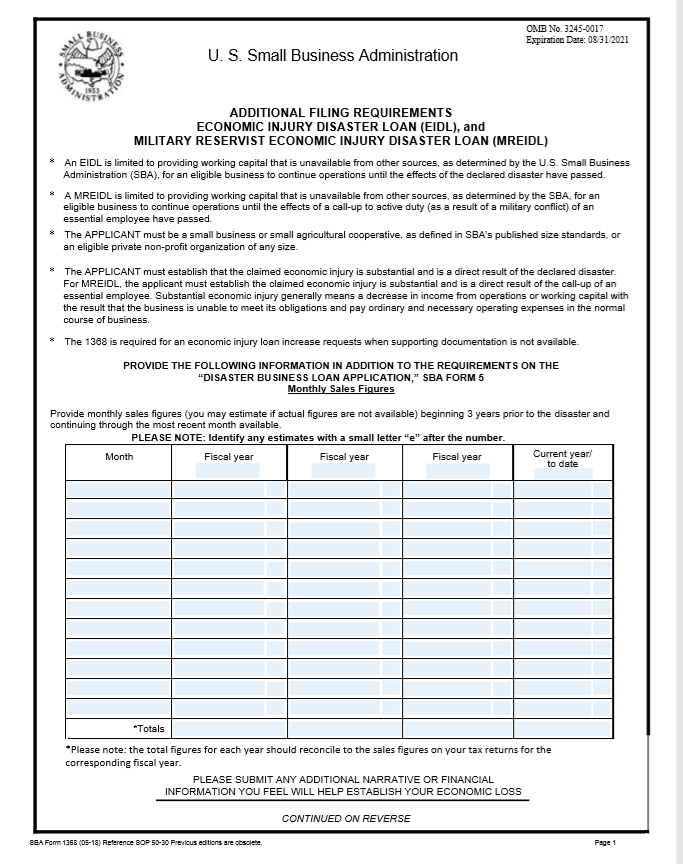 OMB No. 3245-0017
Expiration Date: 08/31/2021
SMALL BUSINESS
ADMINISTRATION
1953
U. S. Small Business Administration
ADDITIONAL FILING REQUIREMENTS
ECONOMIC INJURY DISASTER LOAN (EIDL), and
MILITARY RESERVIST ECONOMIC INJURY DISASTER LOAN (MREIDL)
* An EIDL is limited to providing working capital that is unavailable from other sources, as determined by the U.S. Small Business
Administration (SBA), for an eligible business to continue operations until the effects of the declared disaster have passed.
* A MREIDL is limited to providing working capital that is unavailable from other sources, as determined by the SBA, for an
eligible business to continue operations until the effects of a call-up to active duty (as a result of a military conflict) of an
essential employee have passed.
* The APPLICANT must be a small business or small agricultural cooperative, as defined in SBA's published size standards, or
an eligible private non-profit organization of any size.
* The APPLICANT must establish that the claimed economic injury is substantial and is a direct result of the declared disaster.
For MREIDL, the applicant must establish the claimed economic injury is substantial and is a direct result of the call-up of an
essential employee. Substantial economic injury generally means a decrease in income from operations or working capital with
the result that the business is unable to meet its obligations and pay ordinary and necessary operating expenses in the normal
course of business.
* The 1368 is required for an economic injury loan increase requests when supporting documentation is not available.
PROVIDE THE FOLLOWING INFORMATION IN ADDITION TO THE REQUIREMENTS ON THE
“DISASTER BUSINESS LOAN APPLICATION,” SBA FORM 5
Monthly Sales Figures
Provide monthly sales figures (you may estimate if actual figures are not available) beginning 3 years prior to the disaster and
continuing through the most recent month available.
PLEASE NOTE: Identify any estimates with a small letter “e” after the number.
Month Fiscal year Fiscal year Fiscal year Current year/
to date
*Totals
*Please note: the total figures for each year should reconcile to the sales figures on your tax returns for the
corresponding fiscal year.
PLEASE SUBMIT ANY ADDITIONAL NARRATIVE OR FINANCIAL
INFORMATION YOU FEEL WILL HELP ESTABLISH YOUR ECONOMIC LOSS
CONTINUED ON REVERSE
SBA Form 1368 (05-18) Reference SOP 50-30 Previous editions are obsolete. Page 1